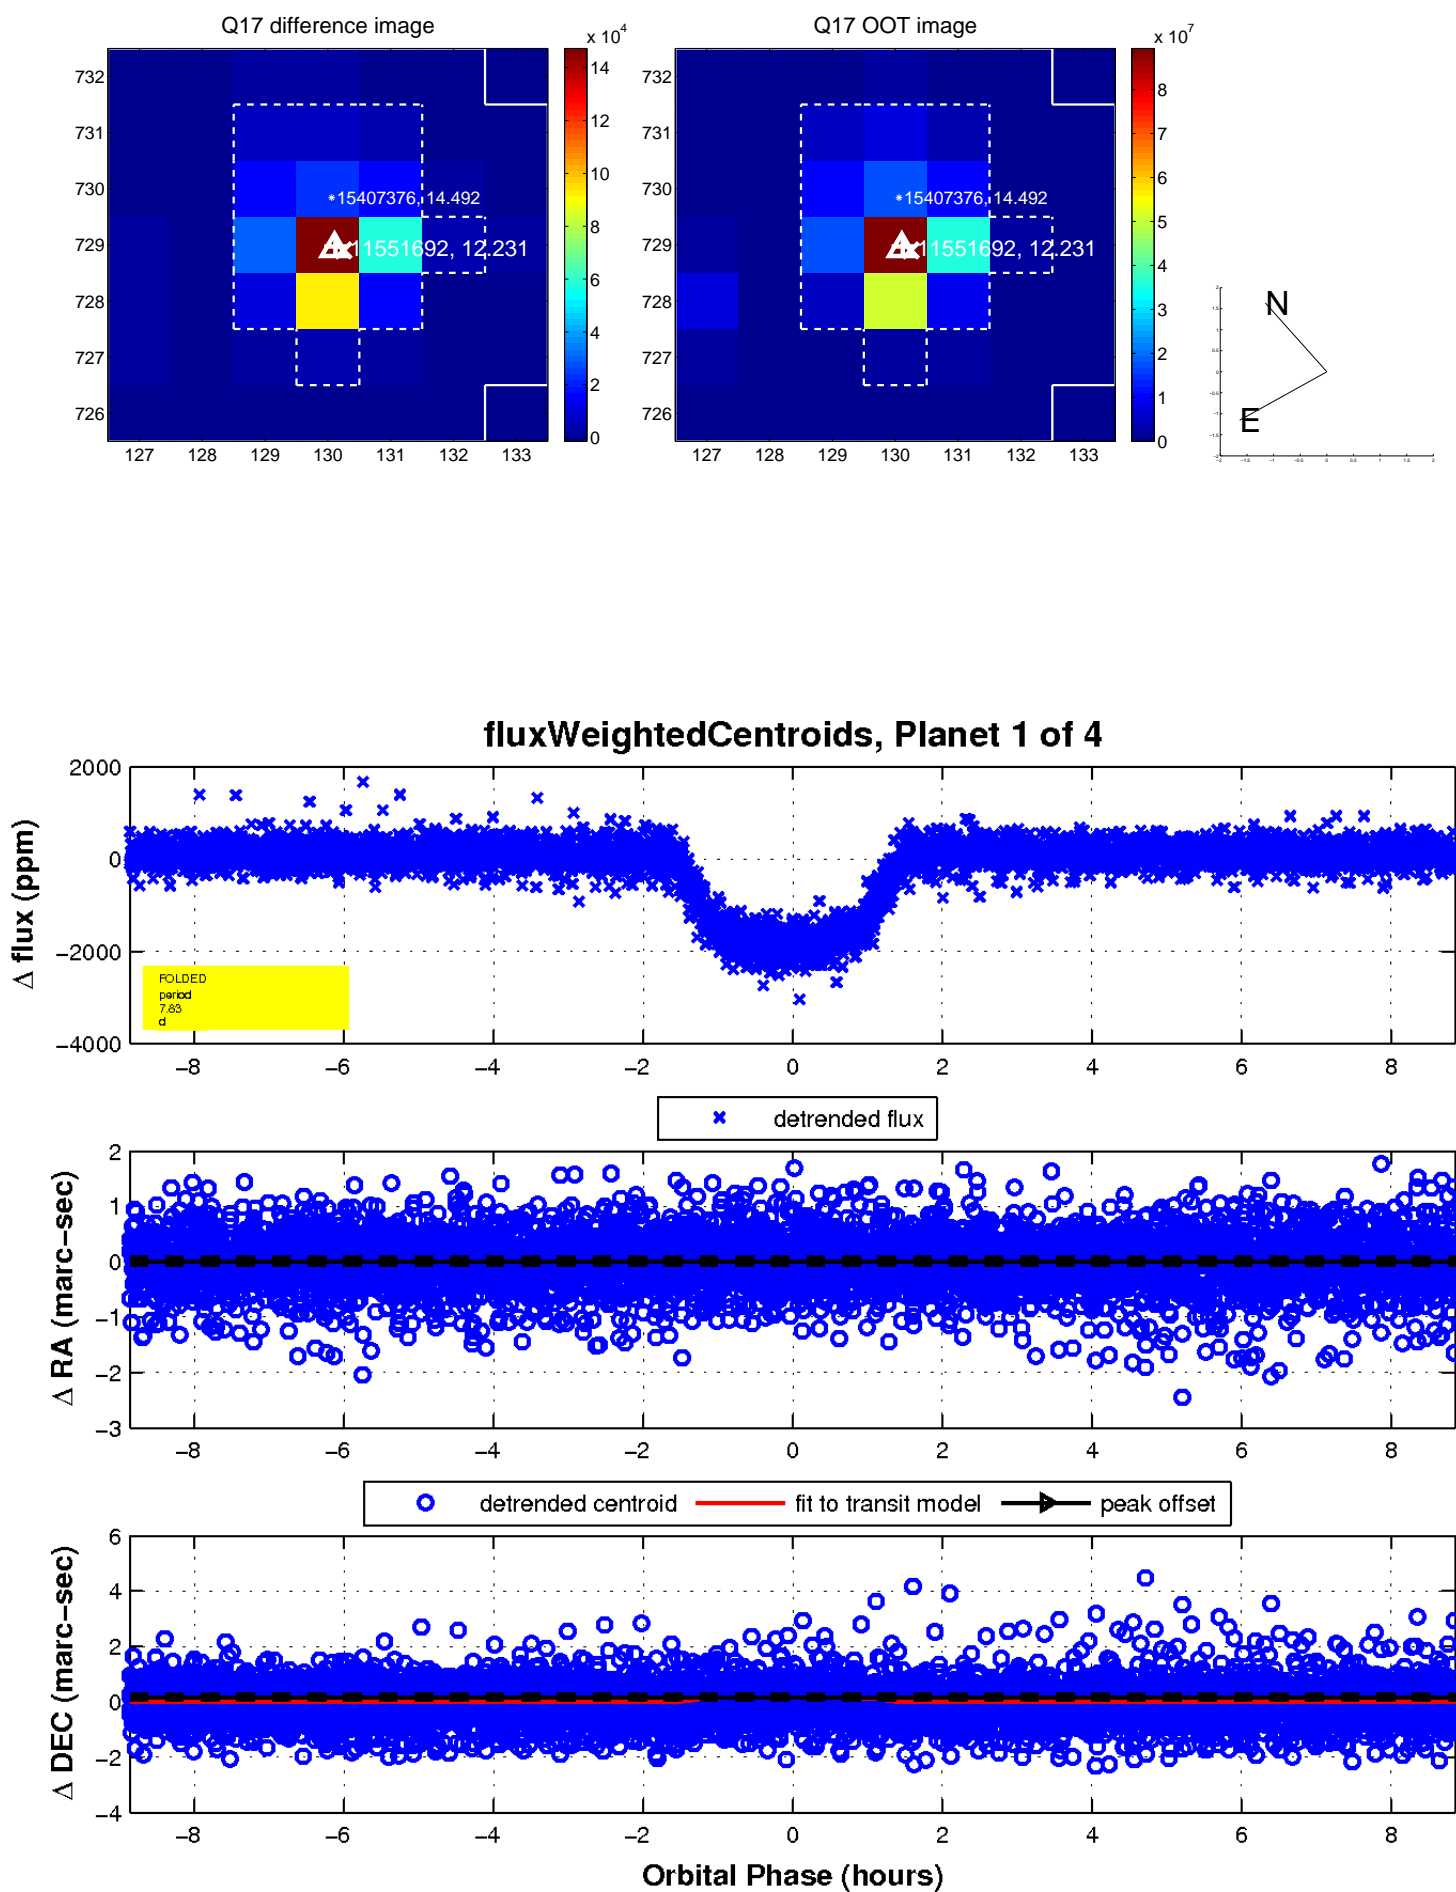 Q17 difference image
Q17 OOT image
x 10^4
x 10^7
732
731
730
729
728
727
726
127 128 129 130 131 132 133
14
12
10
8
6
4
2
0
15407376, 14.492
11551692, 12.231
732
731
730
729
728
727
726
127 128 129 130 131 132 133
8
7
6
5
4
3
2
1
0
15407376, 14.492
11551692, 12.231
N
E
fluxWeightedCentroids, Planet 1 of 4
Δ flux (ppm)
2000
0
−2000
−4000
FOLDED
period
7.83
d
−8 −6 −4 −2 0 2 4 6 8
detrended flux
Δ RA (marc−sec)
2
1
0
−1
−2
−3
−8 −6 −4 −2 0 2 4 6 8
detrended centroid fit to transit model peak offset
Δ DEC (marc−sec)
6
4
2
0
−2
−4
−8 −6 −4 −2 0 2 4 6 8
Orbital Phase (hours)